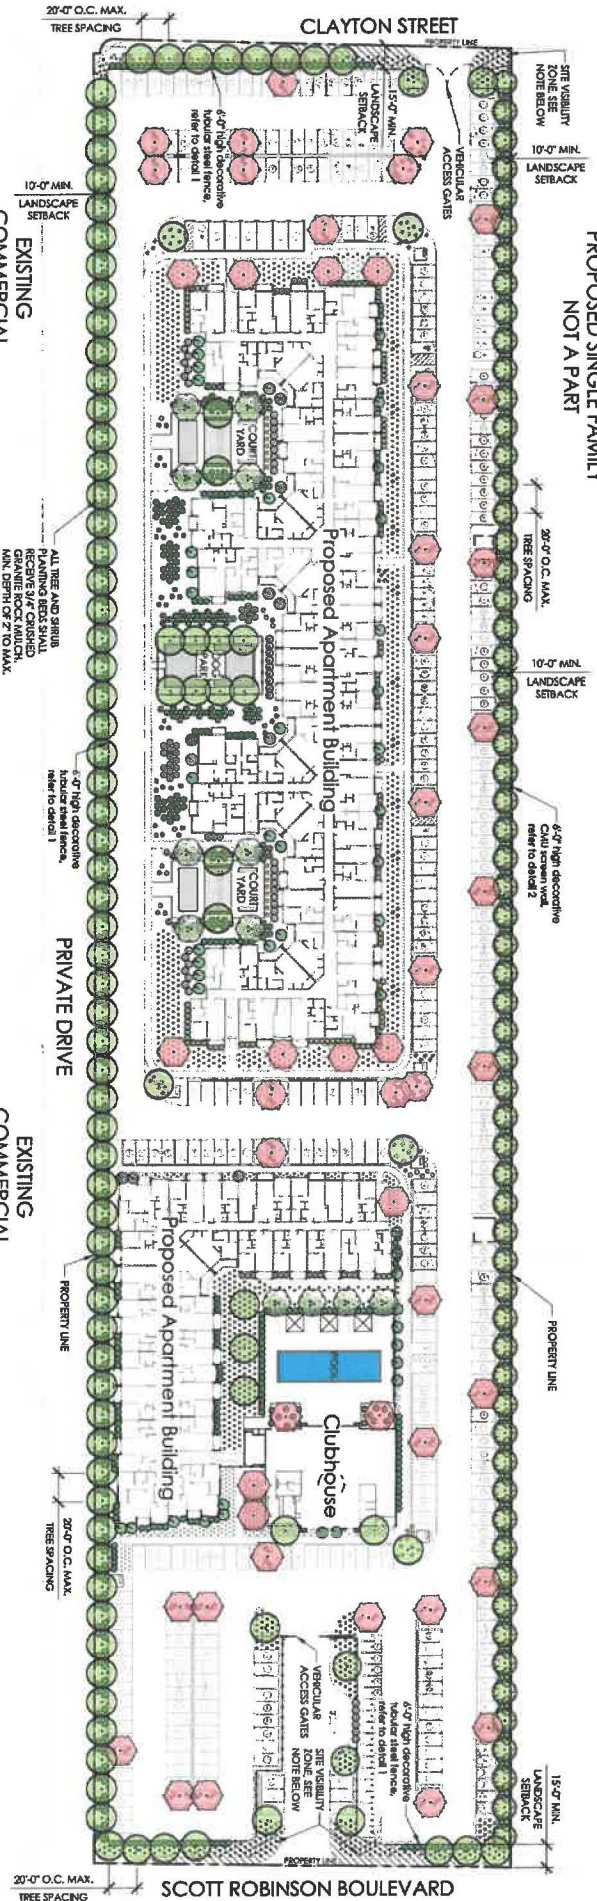 20'-0" O.C. MAX.
TREE SPACING
CLAYTON STREET
PROPERTY LINE
SITE VISIBILITY
ZONE, SEE
NOTE BELOW
6'-0" high decorative
tubular steel fence,
refer to detail 1
15'-0" MIN.
LANDSCAPE
SETBACK
VEHICULAR
ACCESS GATES
10'-0" MIN.
LANDSCAPE
SETBACK
10'-0" MIN.
LANDSCAPE
SETBACK
EXISTING
COMMERCIAL
PROPOSED SINGLE FAMILY
NOT A PART
COURT
YARD
20'-0" O.C. MAX.
TREE SPACING
ALL TREE AND SHRUB
PLANTING BEDS SHALL
RECEIVE 3/4" CRUSHED
GRANITE ROCK MULCH.
MIN. DEPTH OF 2" TO MAX.
Proposed Apartment Building
DOG
PARK
10'-0" MIN.
LANDSCAPE
SETBACK
6'-0" high decorative
tubular steel fence,
refer to detail 1
6'-0" high decorative
CMU screen wall,
refer to detail 2
COURT
YARD
PRIVATE DRIVE
EXISTING
COMMERCIAL
PROPERTY LINE
PROPERTY LINE
Proposed Apartment Building
POOL
Clubhouse
20'-0" O.C. MAX.
TREE SPACING
VEHICULAR
ACCESS GATES
SITE VISIBILITY
ZONE, SEE
NOTE BELOW
6'-0" high decorative
tubular steel fence,
refer to detail 1
15'-0" MIN.
LANDSCAPE
SETBACK
PROPERTY LINE
20'-0" O.C. MAX.
TREE SPACING
SCOTT ROBINSON BOULEVARD